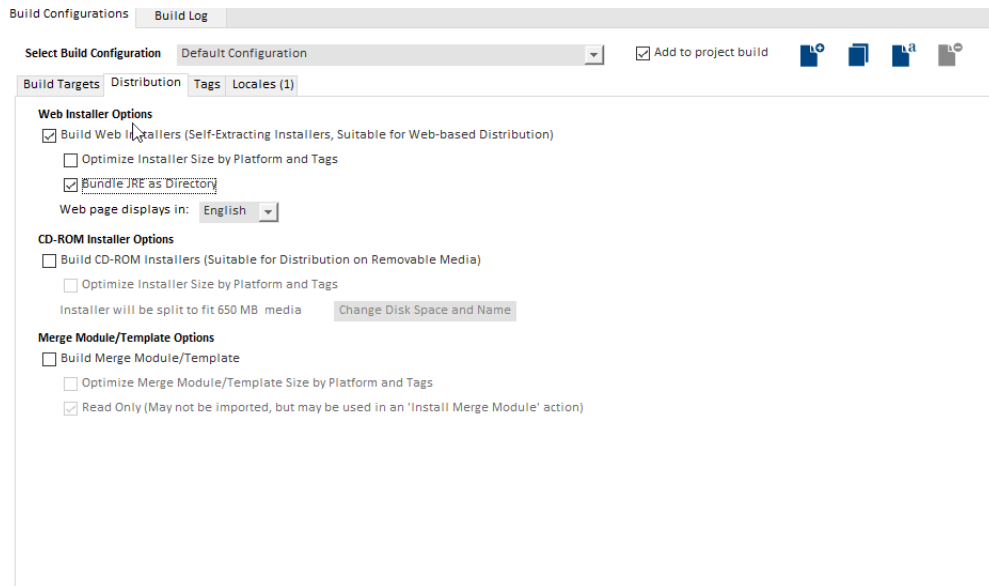 Build Configurations Build Log
Select Build Configuration Default Configuration Add to project build
Build Targets Distribution Tags Locales (1)
Web Installer Options
Build Web Installers (Self-Extracting Installers, Suitable for Web-based Distribution)
Optimize Installer Size by Platform and Tags
Bundle JRE as Directory
Web page displays in: English
CD-ROM Installer Options
Build CD-ROM Installers (Suitable for Distribution on Removable Media)
Optimize Installer Size by Platform and Tags
Installer will be split to fit 650 MB media Change Disk Space and Name
Merge Module/Template Options
Build Merge Module/Template
Optimize Merge Module/Template Size by Platform and Tags
Read Only (May not be imported, but may be used in an 'Install Merge Module' action)